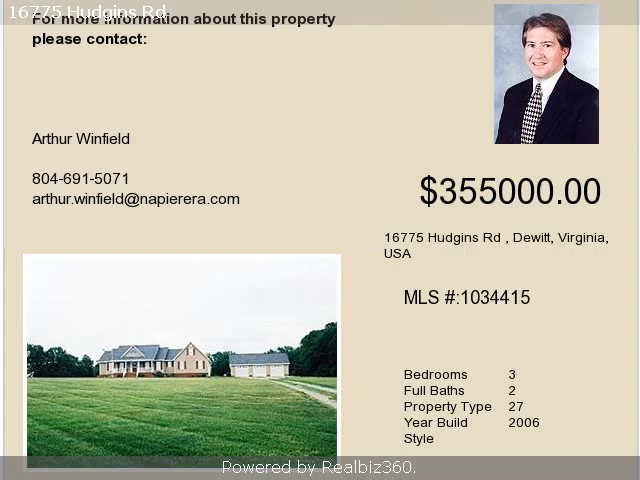 16775 Hudgins Rd
For more information about this property
please contact:
Arthur Winfield
804-691-5071
arthur.winfield@napierera.com
$355000.00
16775 Hudgins Rd , Dewitt, Virginia,
USA
MLS #:1034415
Bedrooms 3
Full Baths 2
Property Type 27
Year Build 2006
Style
Powered by Realbiz360.